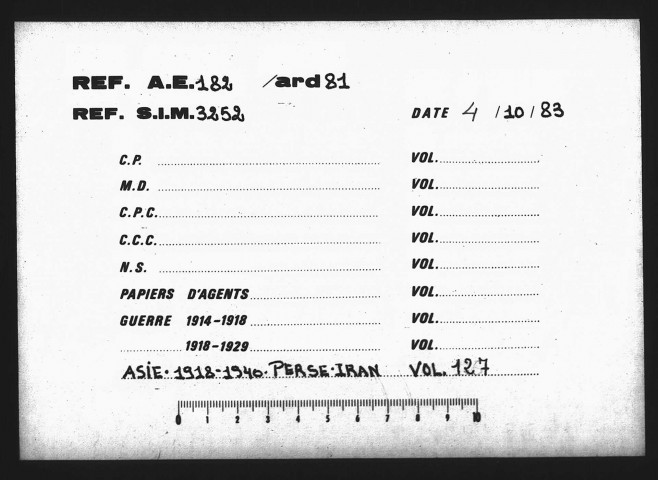 REF. A.E. 182 /ard 81
REF. S.I.M. 3252 DATE 4 / 10 / 83
C.P. VOL.
M.D. VOL.
C.P.C. VOL.
C.C.C. VOL.
N.S. VOL.
PAPIERS D'AGENTS VOL.
GUERRE 1914-1918 VOL.
1918-1929 VOL.
ASIE. 1918-1940. PERSE-IRAN VOL. 127
0 1 2 3 4 5 6 7 8 9 10